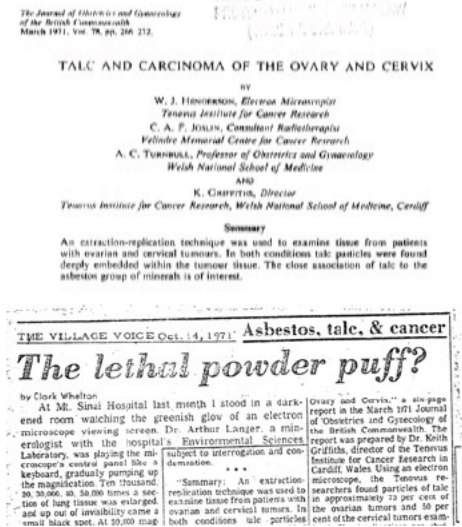 The Journal of Obstetrics and Gynaecology
of the British Commonwealth
March 1971. Vol. 78, pp. 266-272.
TALC AND CARCINOMA OF THE OVARY AND CERVIX
BY
W. J. HENDERSON, Electron Microscopist
Tenovus Institute for Cancer Research
C. A. F. JOSLIN, Consultant Radiotherapist
Velindre Memorial Centre for Cancer Research
A. C. TURNBULL, Professor of Obstetrics and Gynaecology
Welsh National School of Medicine
AND
K. GRIFFITHS, Director
Tenovus Institute for Cancer Research, Welsh National School of Medicine, Cardiff
Summary
An extraction-replication technique was used to examine tissue from patients
with ovarian and cervical tumours. In both conditions talc particles were found
deeply embedded within the tumour tissue. The close association of talc to the
asbestos group of minerals is of interest.
THE VILLAGE VOICE Oct. 14, 1971
Asbestos, talc, & cancer
The lethal powder puff?
by Clark Whelton
At Mt. Sinai Hospital last month I stood in a dark-
ened room watching the greenish glow of an electron
microscope viewing screen. Dr. Arthur Langer, a min-
erologist with the hospital's Environmental Sciences
Laboratory, was playing the mi-
croscope's control panel like a
keyboard, gradually pumping up
the magnification. Ten thousand,
20, 30,000, 40, 50,000 times a sec-
tion of lung tissue was enlarged
and up out of invisibility came a
small black spot. At 50,000 mag
subject to interrogation and con-
demnation.
* * *
"Summary: An extraction-
replication technique was used to
examine tissue from patients with
ovarian and cervical tumors. In
both conditions talc particles
Ovary and Cervix," a six-page
report in the March 1971 Journal
of Obstetrics and Gynecology of
the British Commonwealth. The
report was prepared by Dr. Keith
Griffiths, director of the Tenovus
Institute for Cancer Research in
Cardiff, Wales. Using an electron
microscope, the Tenovus re-
searchers found particles of talc
in approximately 75 per cent of
the ovarian tumors and 50 per
cent of the cervical tumors exam-